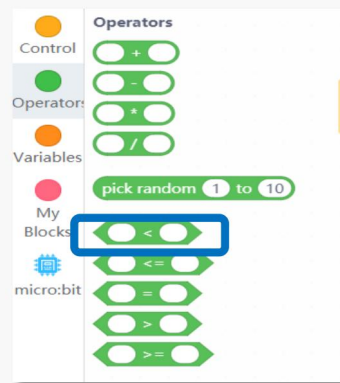 Operators
Control
+
Operators
-
*
Variables
/
My
Blocks
pick random 1 to 10
<
micro:bit
<=
=
>
>=